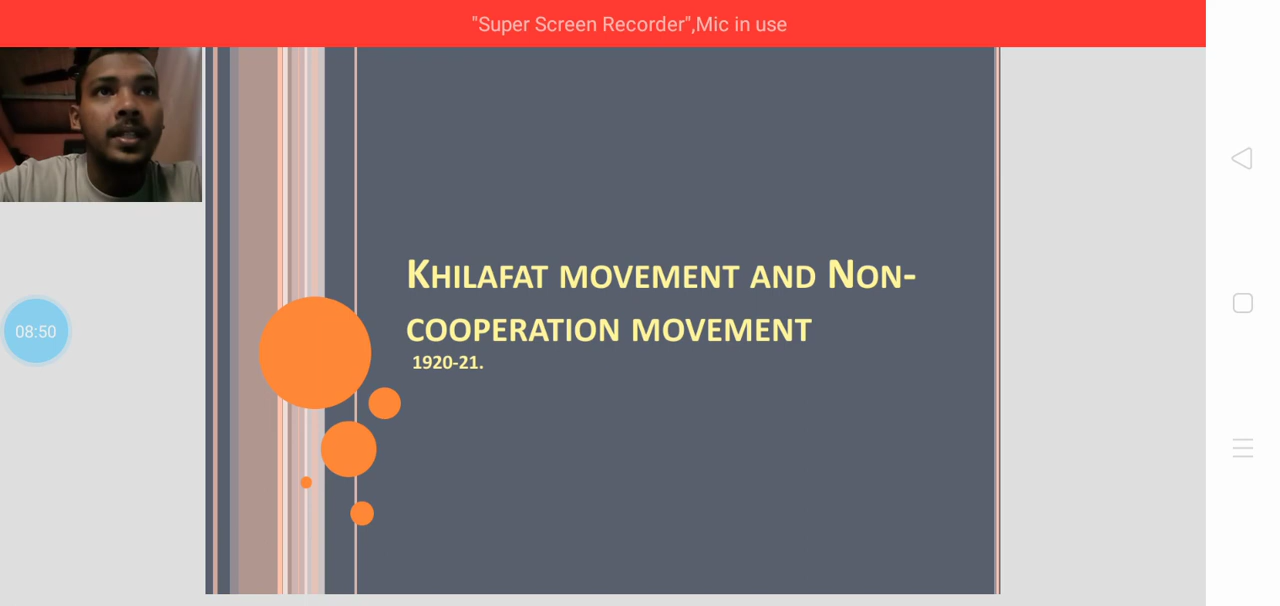 "Super Screen Recorder",Mic in use
KHILAFAT MOVEMENT AND NON-
COOPERATION MOVEMENT
1920-21.
08:50